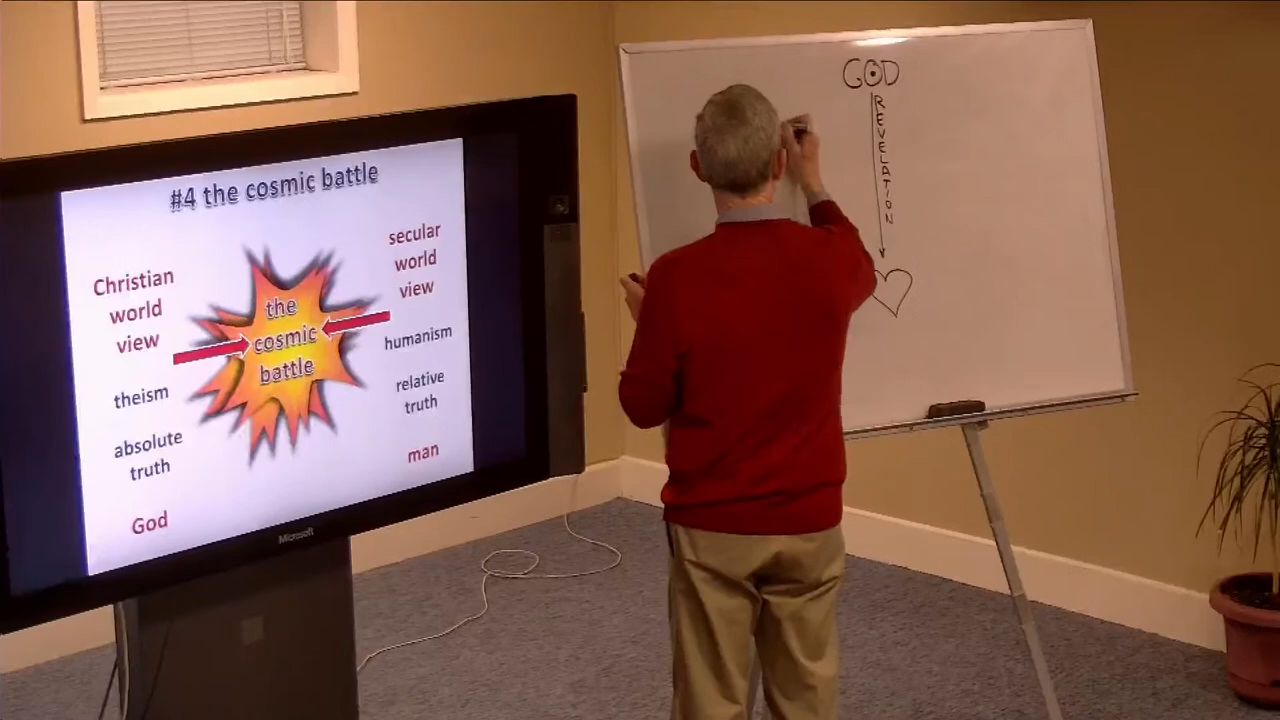 #4 the cosmic battle
Christian
world
view
theism
absolute
truth
God
the
cosmic
battle
secular
world
view
humanism
relative
truth
man
Microsoft
GOD
REVELATION